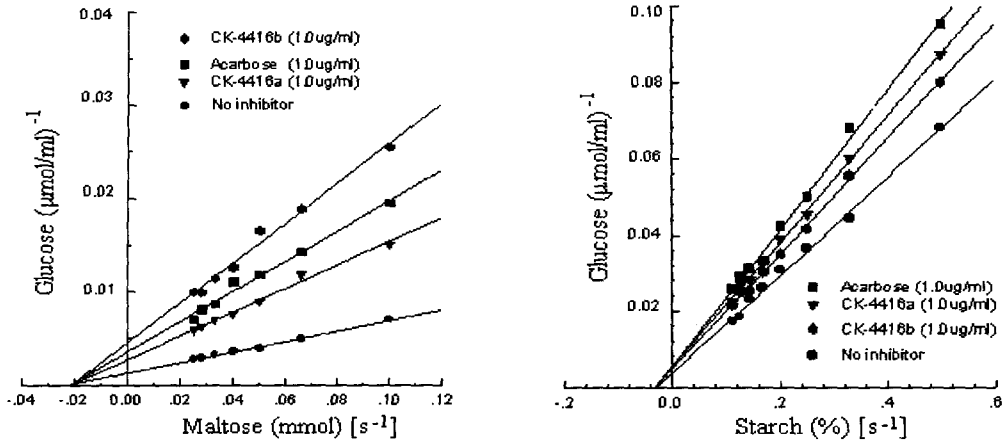 0.04
0.03
0.02
0.01
Glucose (μmol/ml)⁻¹
CK-4416b (1.0ug/ml)
Acarbose (1.0ug/ml)
CK-4416a (1.0ug/ml)
No inhibitor
-.04 -.02 0.00 .02 .04 .06 .08 .10 .12
Maltose (mmol) [s⁻¹]
0.10
0.08
0.06
0.04
0.02
Glucose (μmol/ml)⁻¹
Acarbose (1.0ug/ml)
CK-4416a (1.0ug/ml)
CK-4416b (1.0ug/ml)
No inhibitor
-.2 0.0 .2 .4 .6
Starch (%) [s⁻¹]